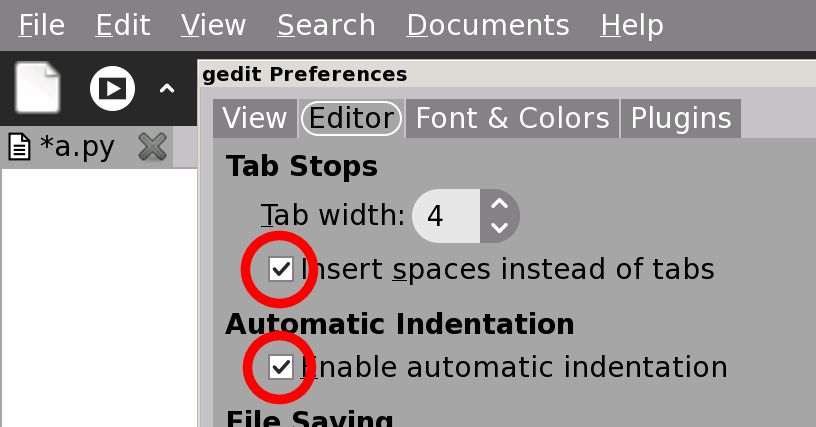 File Edit View Search Documents Help
gedit Preferences
*a.py
View Editor Font & Colors Plugins
Tab Stops
Tab width: 4
Insert spaces instead of tabs
Automatic Indentation
Enable automatic indentation
File Saving